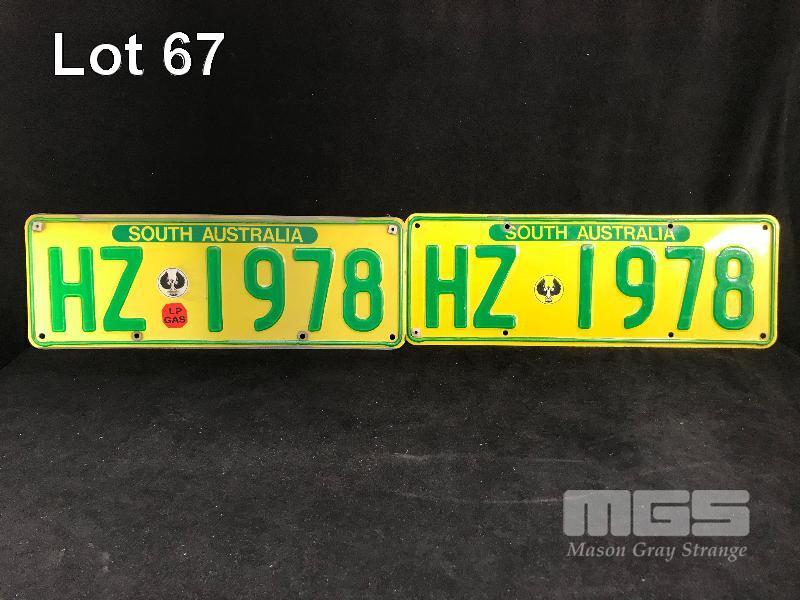 Lot 67
SOUTH AUSTRALIA
HZ 1978
LP
GAS
SOUTH AUSTRALIA
HZ 1978
MGS
Mason Gray Strange